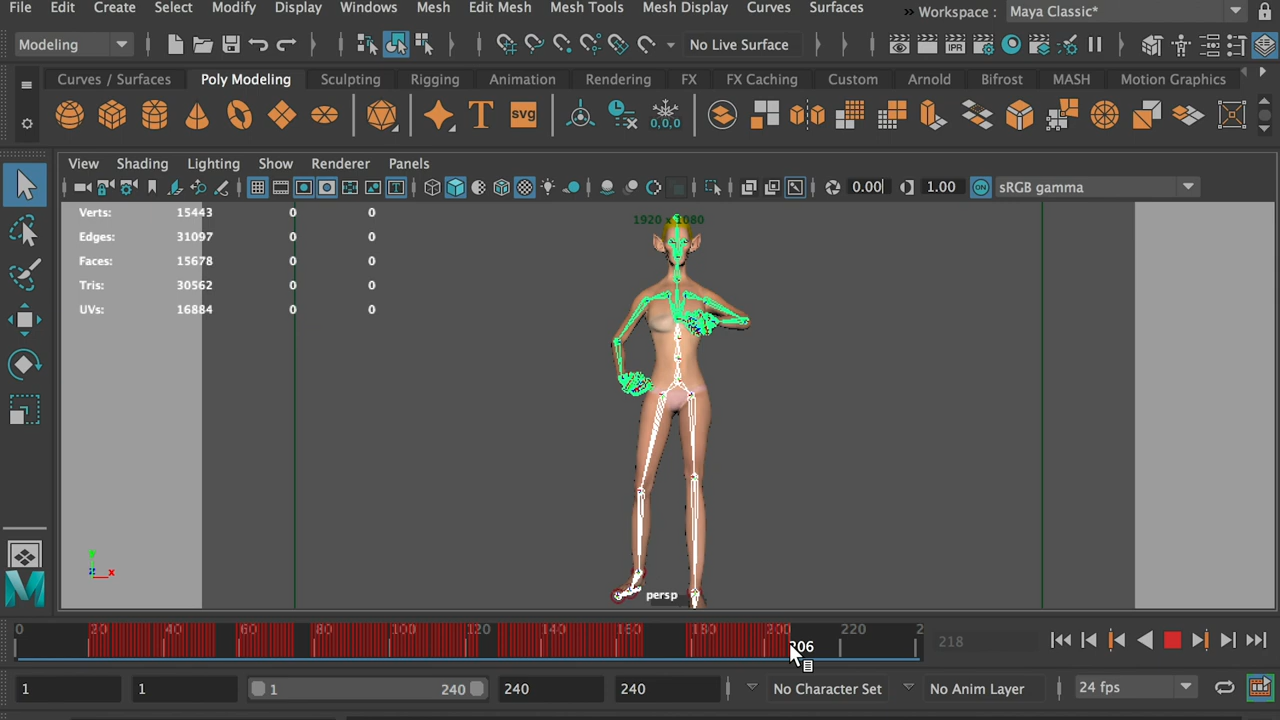 File Edit Create Select Modify Display Windows Mesh Edit Mesh Mesh Tools Mesh Display Curves Surfaces » Workspace : Maya Classic*
Modeling No Live Surface IPR
Curves / Surfaces Poly Modeling Sculpting Rigging Animation Rendering FX FX Caching Custom Arnold Bifrost MASH Motion Graphics
T SVG 0,0,0
View Shading Lighting Show Renderer Panels
0.00 1.00 ON sRGB gamma
Verts: 15443 0 0
1920 x 1080
Edges: 31097 0 0
Faces: 15678 0 0
Tris: 30562 0 0
UVs: 16884 0 0
y
z x
persp
0 20 40 60 80 100 120 140 160 180 200 220 2
206
218
1 1 1 240 240 240 No Character Set No Anim Layer 24 fps